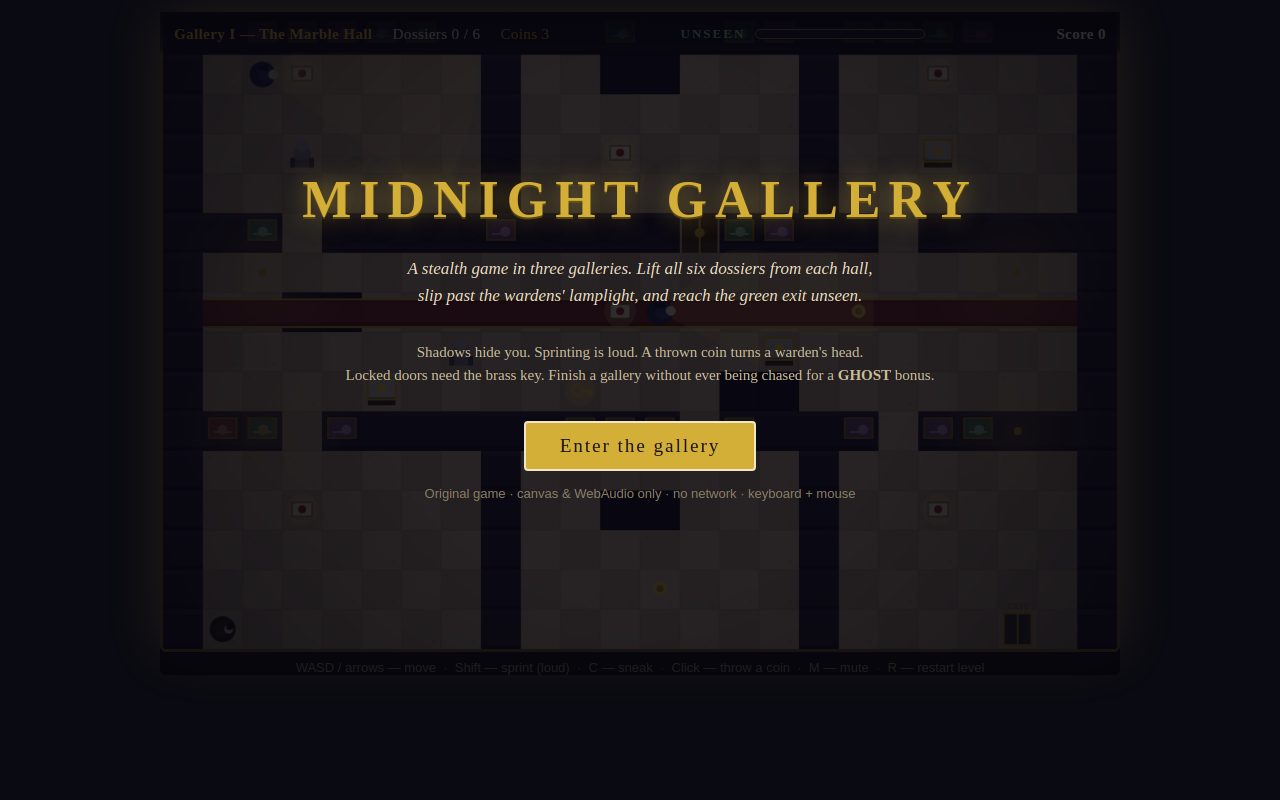 Gallery I — The Marble Hall Dossiers 0 / 6 Coins 3 UNSEEN Score 0
MIDNIGHT GALLERY
A stealth game in three galleries. Lift all six dossiers from each hall,
slip past the wardens' lamplight, and reach the green exit unseen.
Shadows hide you. Sprinting is loud. A thrown coin turns a warden's head.
Locked doors need the brass key. Finish a gallery without ever being chased for a GHOST bonus.
Enter the gallery
Original game · canvas & WebAudio only · no network · keyboard + mouse
WASD / arrows — move · Shift — sprint (loud) · C — sneak · Click — throw a coin · M — mute · R — restart level